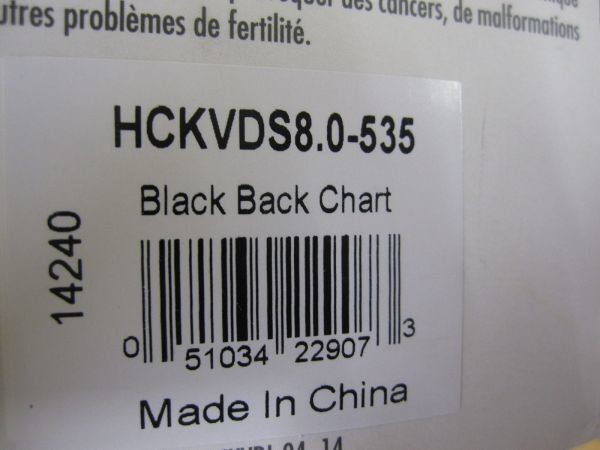 des cancers, de malformations
utres problèmes de fertilité.
HCKVDS8.0-535
Black Back Chart
14240
0 51034 22907 3
Made In China